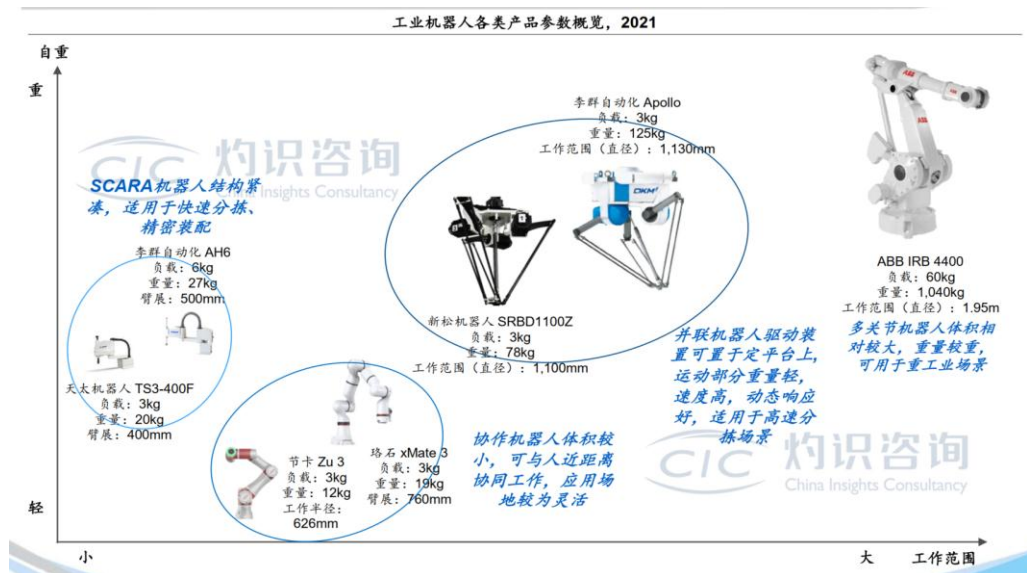 工业机器人各类产品参数概览，2021
自重
重
李群自动化 Apollo
负载：3kg
重量：125kg
工作范围（直径）：1,130mm
CIC 灼识咨询
China Insights Consultancy
SCARA机器人结构紧
凑，适用于快速分拣、
精密装配
李群自动化 AH6
负载：6kg
重量：27kg
臂展：500mm
天太机器人 TS3-400F
负载：3kg
重量：20kg
臂展：400mm
新松机器人 SRBD1100Z
负载：3kg
重量：78kg
工作范围（直径）：1,100mm
ABB
ABB
ABB IRB 4400
负载：60kg
重量：1,040kg
工作范围（直径）：1.95m
多关节机器人体积相
对较大，重量较重，
可用于重工业场景
并联机器人驱动装
置可置于定平台上，
运动部分重量轻，
速度高，动态响应
好，适用于高速分
拣场景
节卡 Zu 3
负载：3kg
重量：12kg
工作半径：
626mm
珞石 xMate 3
负载：3kg
重量：19kg
臂展：760mm
协作机器人体积较
小，可与人近距离
协同工作，应用场
地较为灵活
CIC 灼识咨询
China Insights Consultancy
轻
小
大
工作范围